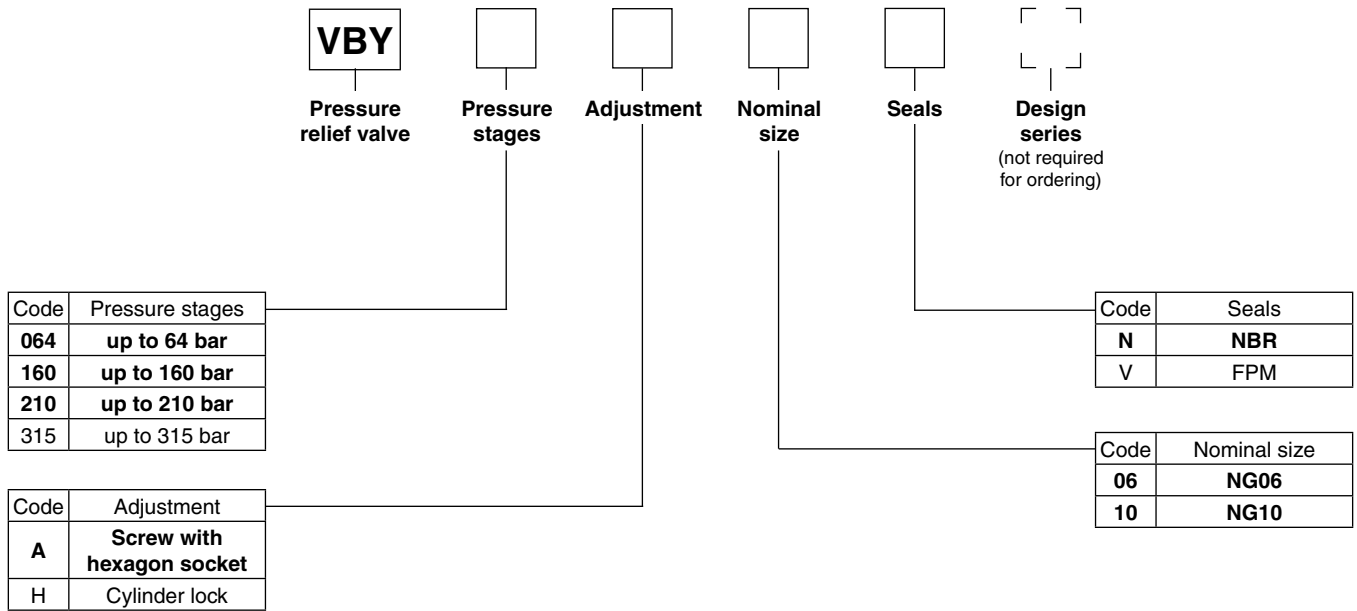 VBY
Pressure
relief valve
Pressure
stages
Adjustment
Nominal
size
Seals
Design
series
(not required
for ordering)
Code Pressure stages
064 up to 64 bar
160 up to 160 bar
210 up to 210 bar
315 up to 315 bar
Code Adjustment
A Screw with
hexagon socket
H Cylinder lock
Code Seals
N NBR
V FPM
Code Nominal size
06 NG06
10 NG10